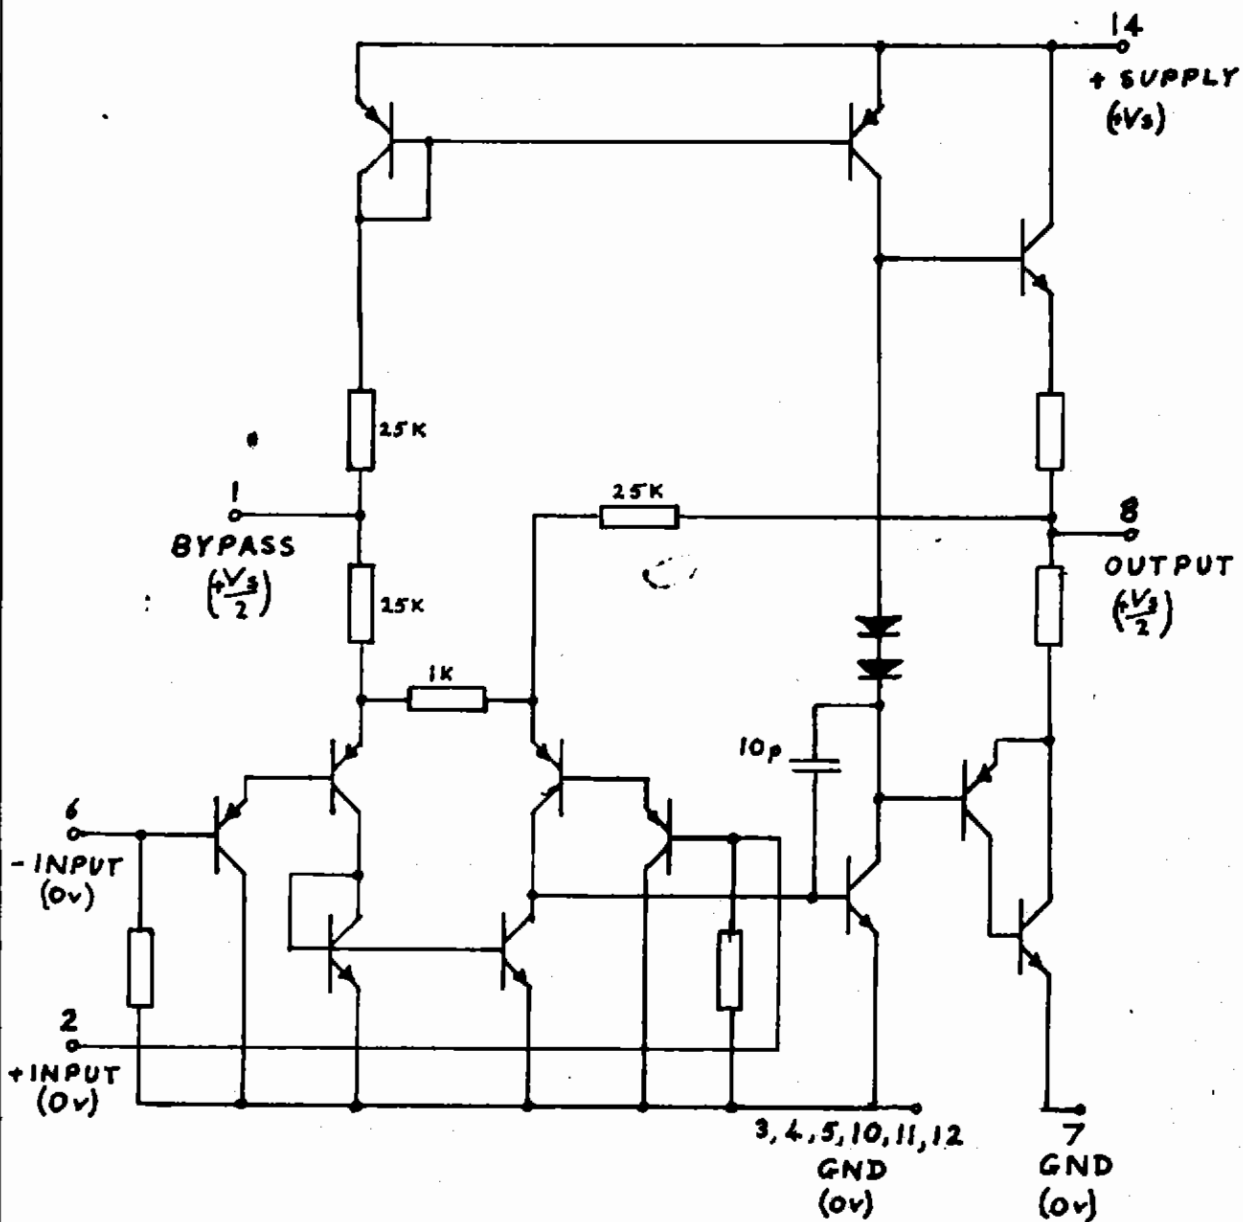 14
+ SUPPLY
(+Vs)
25K
1
BYPASS
(+Vs/2)
25K
25K
8
OUTPUT
(+Vs/2)
1K
10p
6
- INPUT
(0v)
2
+INPUT
(0v)
3, 4, 5, 10, 11, 12
GND
(0v)
7
GND
(0v)